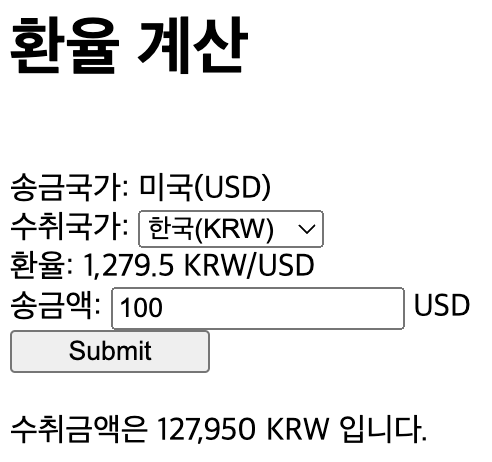 환율 계산
송금국가: 미국(USD)
수취국가: 한국(KRW)
환율: 1,279.5 KRW/USD
송금액: 100 USD
Submit
수취금액은 127,950 KRW 입니다.